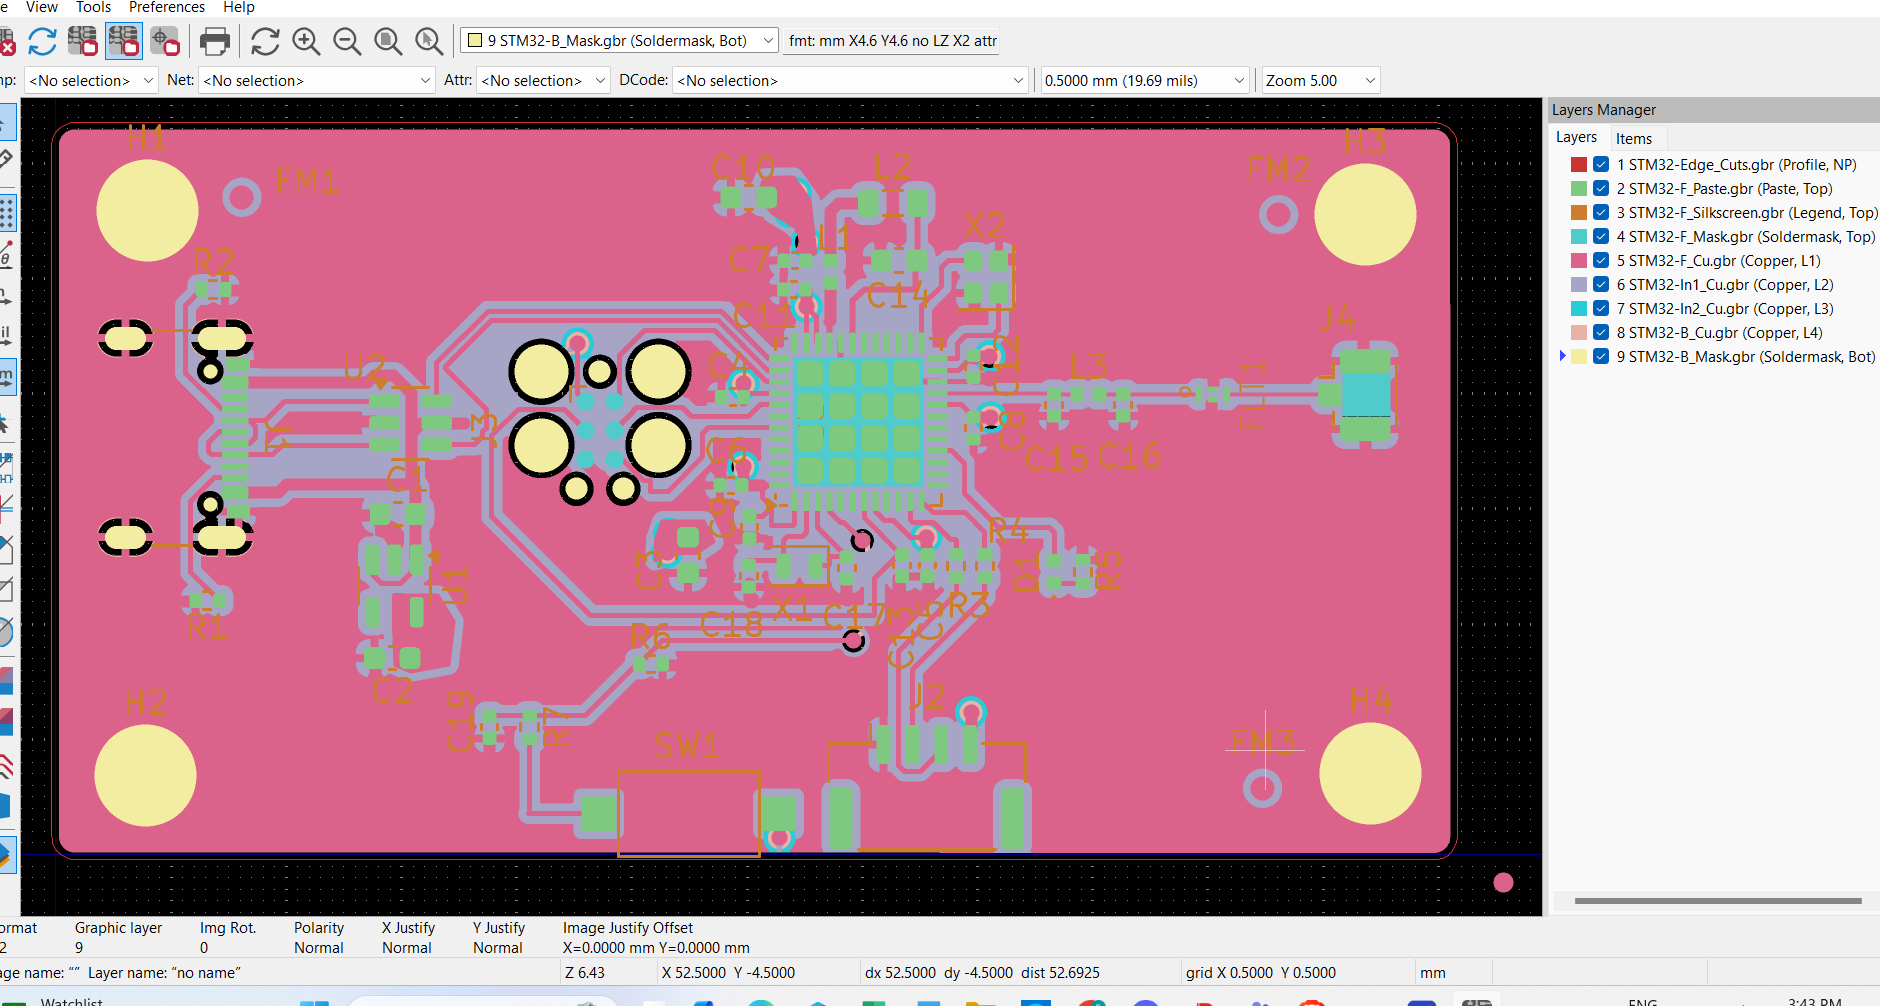 View Tools Preferences Help
9 STM32-B_Mask.gbr (Soldermask, Bot) fmt: mm X4.6 Y4.6 no LZ X2 attr
<No selection> Net: <No selection> Attr: <No selection> DCode: <No selection> 0.5000 mm (19.69 mils) Zoom 5.00
Layers Manager
Layers Items
1 STM32-Edge_Cuts.gbr (Profile, NP)
2 STM32-F_Paste.gbr (Paste, Top)
3 STM32-F_Silkscreen.gbr (Legend, Top)
4 STM32-F_Mask.gbr (Soldermask, Top)
5 STM32-F_Cu.gbr (Copper, L1)
6 STM32-In1_Cu.gbr (Copper, L2)
7 STM32-In2_Cu.gbr (Copper, L3)
8 STM32-B_Cu.gbr (Copper, L4)
9 STM32-B_Mask.gbr (Soldermask, Bot)
H1
H3
C10 L2
FM1
FM2
X2
L1
R2
C7
C14
C11
J4
U2
C4
C12
L3
FLT1
J3
C8
C5
C15 C16
C1
C9
R4
C3
U1
D1
R5
X1
C17
R3
C18
R1
R6
C2
H2
J2
H4
C19
R7
SW1
FM3
Graphic layer Img Rot. Polarity X Justify Y Justify Image Justify Offset
9 0 Normal Normal Normal X=0.0000 mm Y=0.0000 mm
age name: “” Layer name: “no name” Z 6.43 X 52.5000 Y -4.5000 dx 52.5000 dy -4.5000 dist 52.6925 grid X 0.5000 Y 0.5000 mm
Watchlist
ENG
3:43 PM